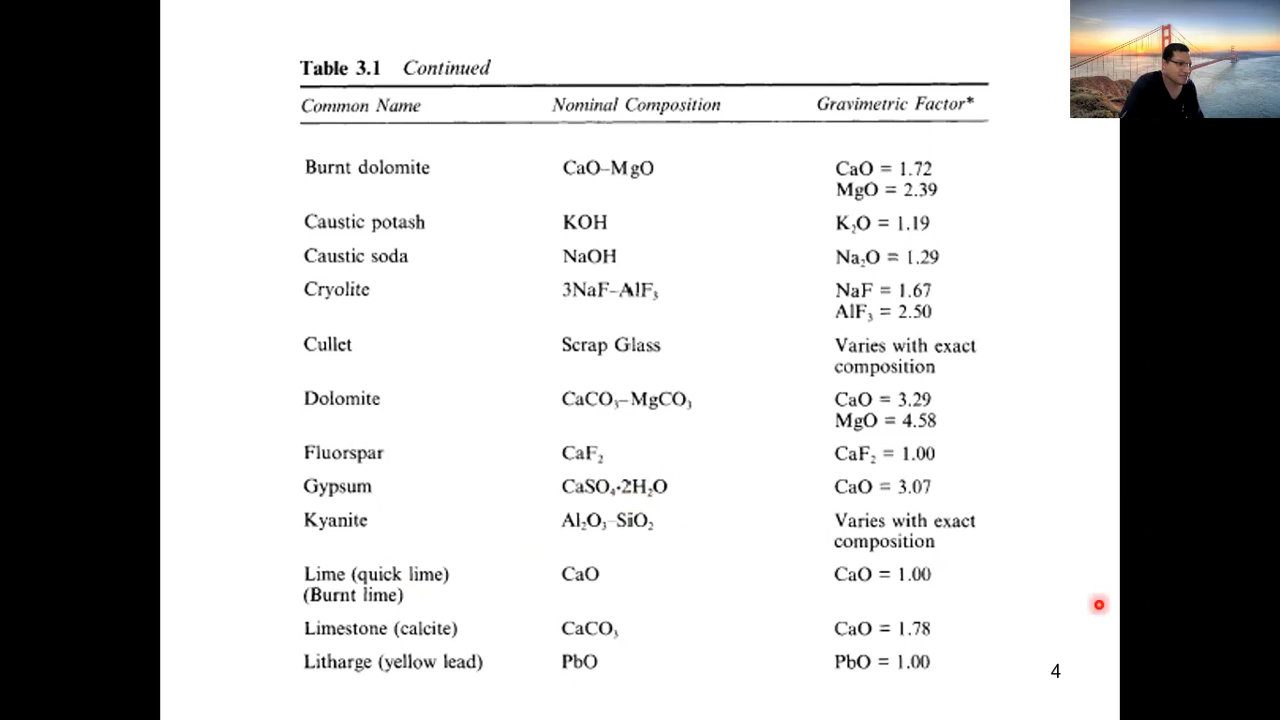 Table 3.1 Continued
Common Name Nominal Composition Gravimetric Factor*
Burnt dolomite CaO–MgO CaO = 1.72
MgO = 2.39
Caustic potash KOH K₂O = 1.19
Caustic soda NaOH Na₂O = 1.29
Cryolite 3NaF–AlF₃ NaF = 1.67
AlF₃ = 2.50
Cullet Scrap Glass Varies with exact
composition
Dolomite CaCO₃–MgCO₃ CaO = 3.29
MgO = 4.58
Fluorspar CaF₂ CaF₂ = 1.00
Gypsum CaSO₄·2H₂O CaO = 3.07
Kyanite Al₂O₃–SiO₂ Varies with exact
composition
Lime (quick lime) CaO CaO = 1.00
(Burnt lime)
Limestone (calcite) CaCO₃ CaO = 1.78
Litharge (yellow lead) PbO PbO = 1.00
4